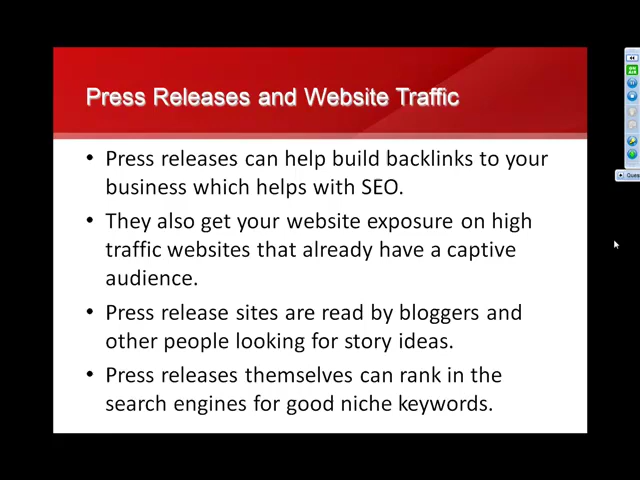 Press Releases and Website Traffic
• Press releases can help build backlinks to your
business which helps with SEO.
• They also get your website exposure on high
traffic websites that already have a captive
audience.
• Press release sites are read by bloggers and
other people looking for story ideas.
• Press releases themselves can rank in the
search engines for good niche keywords.